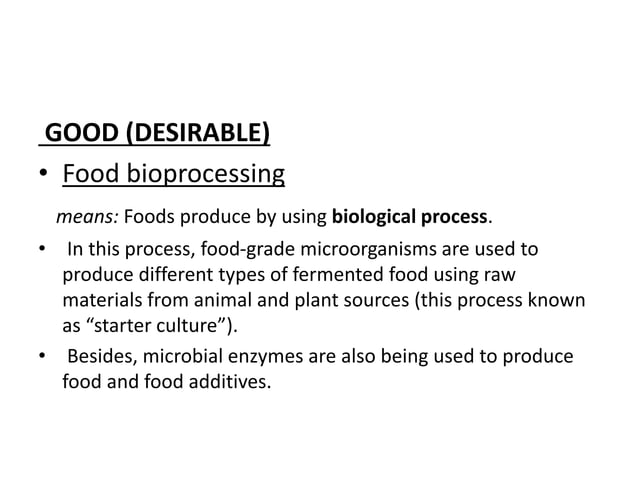 GOOD (DESIRABLE)
• Food bioprocessing
means: Foods produce by using biological process.
• In this process, food-grade microorganisms are used to
produce different types of fermented food using raw
materials from animal and plant sources (this process known
as “starter culture”).
• Besides, microbial enzymes are also being used to produce
food and food additives.